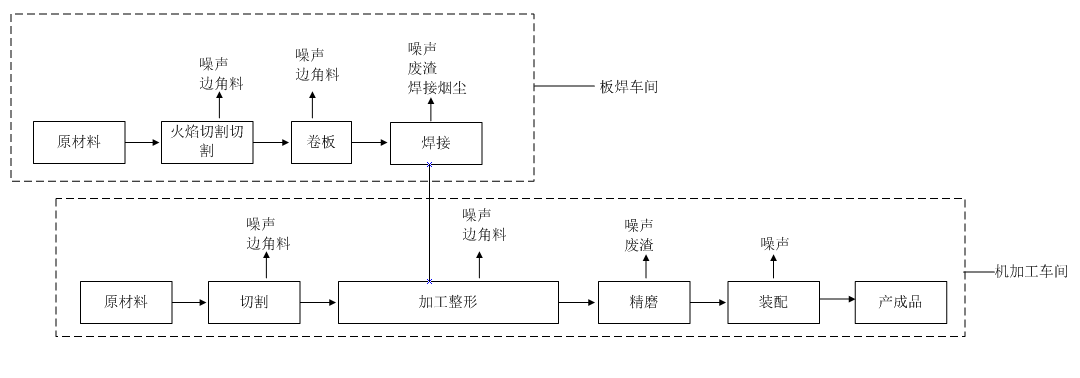 噪声
边角料
噪声
边角料
噪声
废渣
焊接烟尘
板焊车间
原材料
火焰切割切
割
卷板
焊接
噪声
边角料
噪声
边角料
噪声
废渣
噪声
机加工车间
原材料
切割
加工整形
精磨
装配
产成品